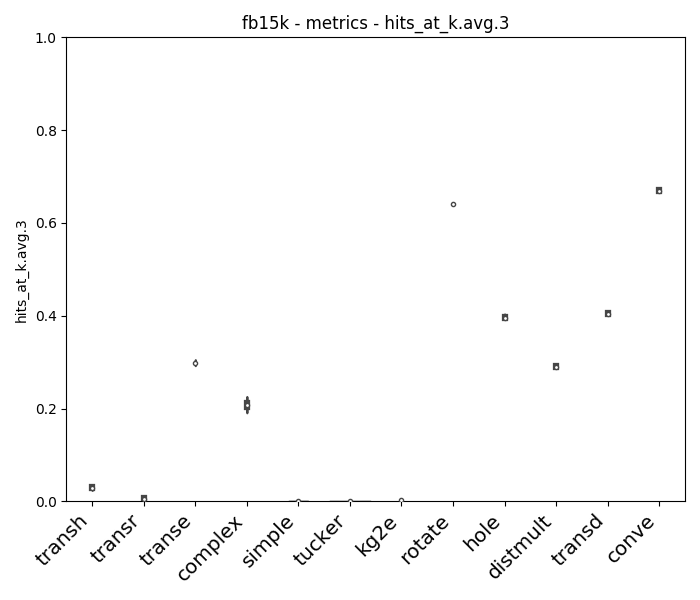 fb15k - metrics - hits_at_k.avg.3
hits_at_k.avg.3
1.0
0.8
0.6
0.4
0.2
0.0
transh
transr
transe
complex
simple
tucker
kg2e
rotate
hole
distmult
transd
conve